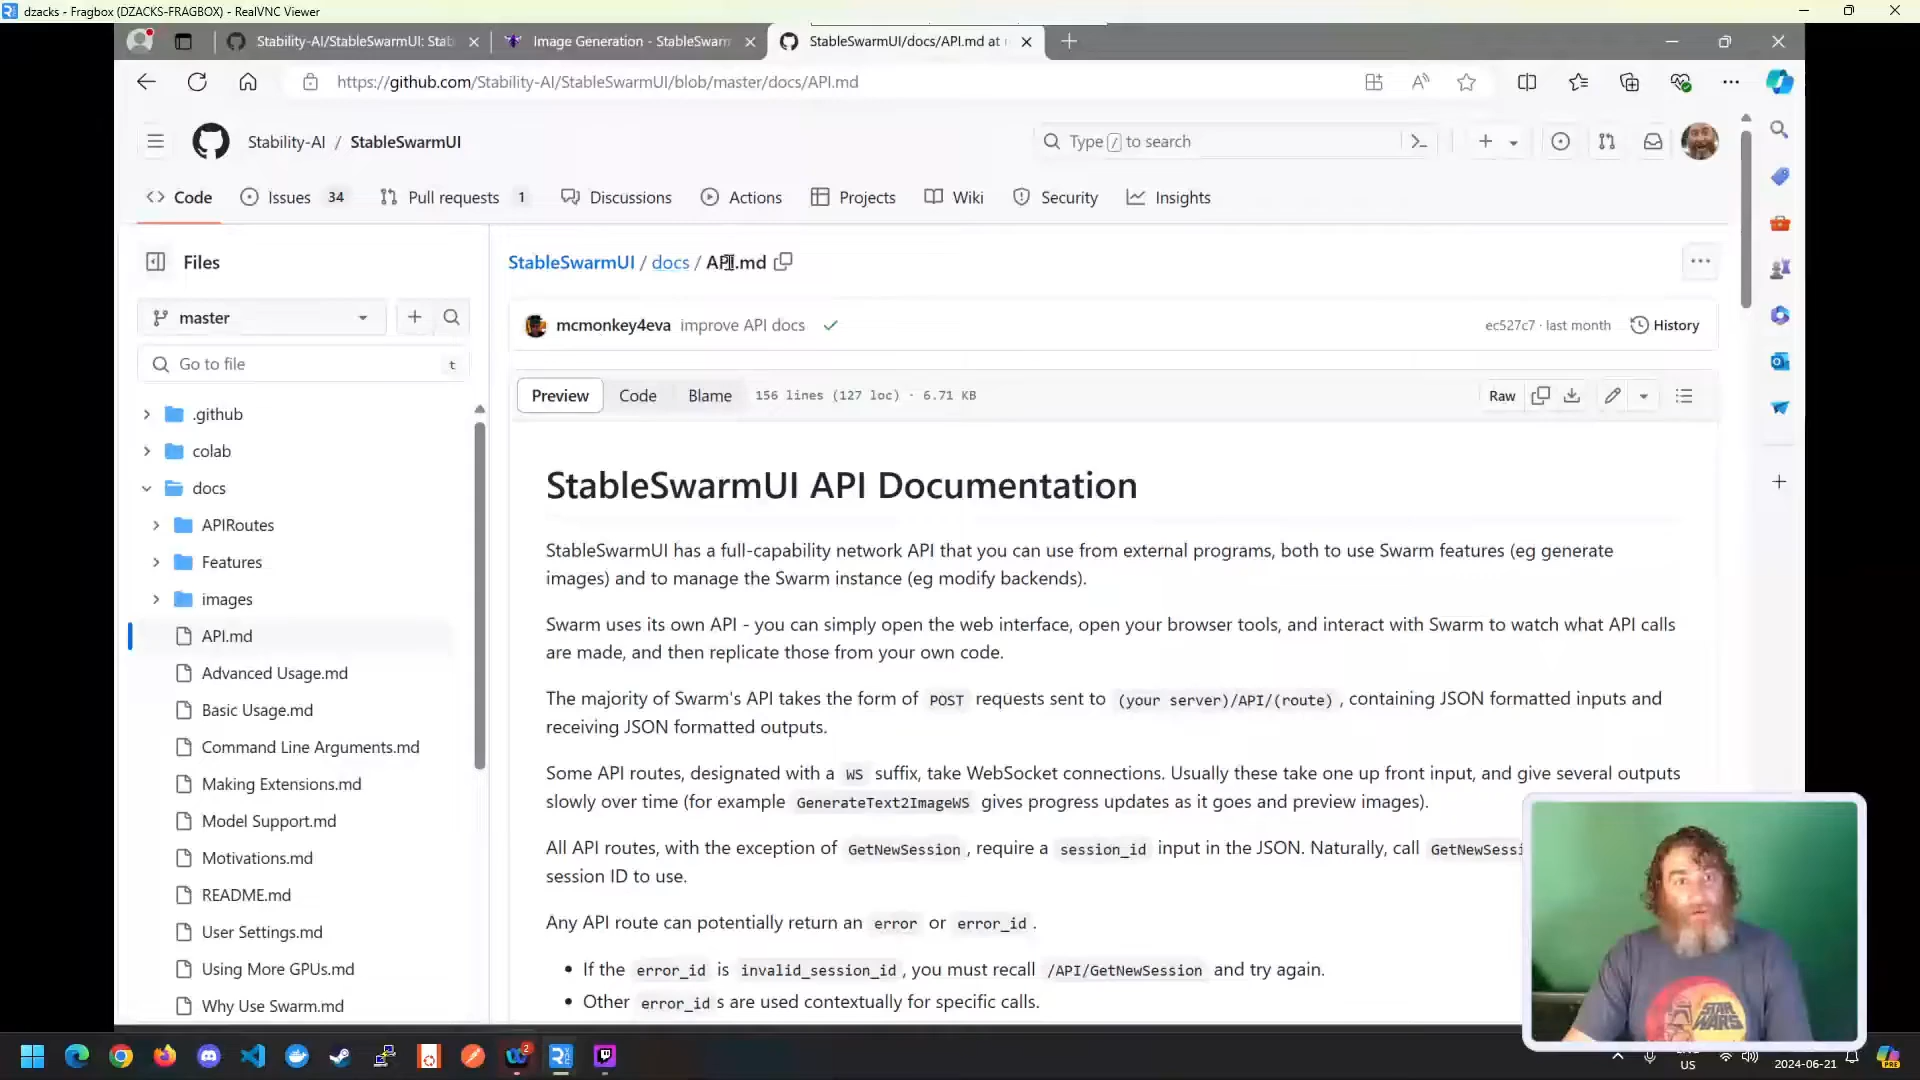 dzacks - Fragbox (DZACKS-FRAGBOX) - RealVNC Viewer
Stability-AI/StableSwarmUI: Stab
Image Generation - StableSwarm
StableSwarmUI/docs/API.md at
https://github.com/Stability-AI/StableSwarmUI/blob/master/docs/API.md
Stability-AI / StableSwarmUI
Type / to search
Code
Issues 34
Pull requests 1
Discussions
Actions
Projects
Wiki
Security
Insights
Files
StableSwarmUI / docs / API.md
master
Go to file
t
mcmonkey4eva improve API docs
ec527c7 · last month
History
Preview
Code
Blame
156 lines (127 loc) · 6.71 KB
Raw
.github
colab
docs
APIRoutes
Features
images
API.md
Advanced Usage.md
Basic Usage.md
Command Line Arguments.md
Making Extensions.md
Model Support.md
Motivations.md
README.md
User Settings.md
Using More GPUs.md
Why Use Swarm.md
StableSwarmUI API Documentation
StableSwarmUI has a full-capability network API that you can use from external programs, both to use Swarm features (eg generate
images) and to manage the Swarm instance (eg modify backends).
Swarm uses its own API - you can simply open the web interface, open your browser tools, and interact with Swarm to watch what API calls
are made, and then replicate those from your own code.
The majority of Swarm's API takes the form of POST requests sent to (your server)/API/(route) , containing JSON formatted inputs and
receiving JSON formatted outputs.
Some API routes, designated with a WS suffix, take WebSocket connections. Usually these take one up front input, and give several outputs
slowly over time (for example GenerateText2ImageWS gives progress updates as it goes and preview images).
All API routes, with the exception of GetNewSession , require a session_id input in the JSON. Naturally, call GetNewSessi
session ID to use.
Any API route can potentially return an error or error_id .
• If the error_id is invalid_session_id , you must recall /API/GetNewSession and try again.
• Other error_id s are used contextually for specific calls.
STAR
WARS
2
US
2024-06-21
PRE